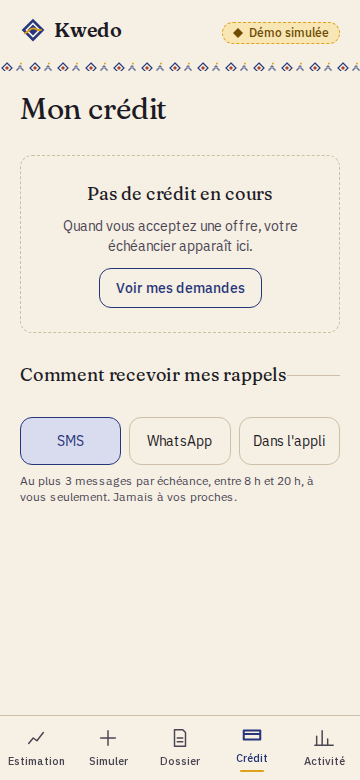 Kwedo
Démo simulée
Mon crédit
Pas de crédit en cours
Quand vous acceptez une offre, votre
échéancier apparaît ici.
Voir mes demandes
Comment recevoir mes rappels
SMS
WhatsApp
Dans l'appli
Au plus 3 messages par échéance, entre 8 h et 20 h, à
vous seulement. Jamais à vos proches.
Estimation
Simuler
Dossier
Crédit
Activité